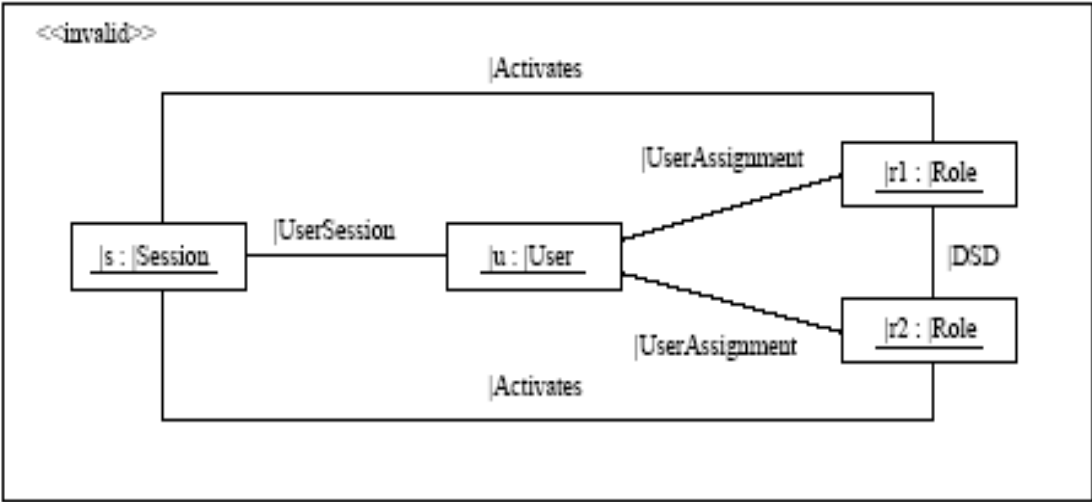 <<invalid>>
|Activates
|UserAssignment
|r1 : |Role
|UserSession
|s : |Session
|u : |User
|DSD
|r2 : |Role
|UserAssignment
|Activates